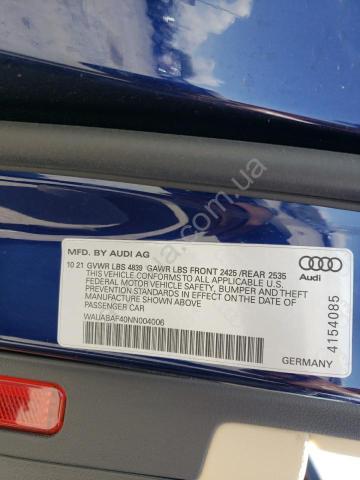 MFD. BY AUDI AG
10 21 GVWR LBS 4839 GAWR LBS FRONT 2425 /REAR 2535
THIS VEHICLE CONFORMS TO ALL APPLICABLE U.S.
FEDERAL MOTOR VEHICLE SAFETY, BUMPER AND THEFT
PREVENTION STANDARDS IN EFFECT ON THE DATE OF
MANUFACTURE SHOWN ABOVE.
PASSENGER CAR
WAUABAF40NN004006
Audi
4154085
GERMANY